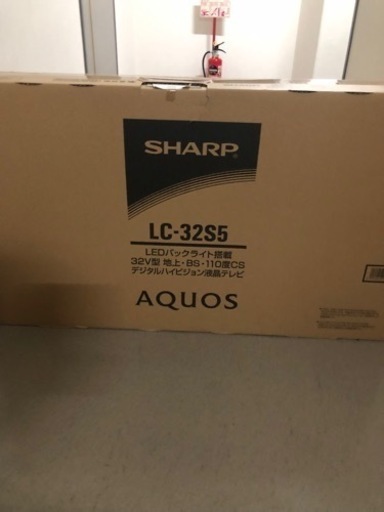 SHARP
LC-32S5
LEDバックライト搭載
32V型 地上・BS・110度CS
デジタルハイビジョン液晶テレビ
AQUOS